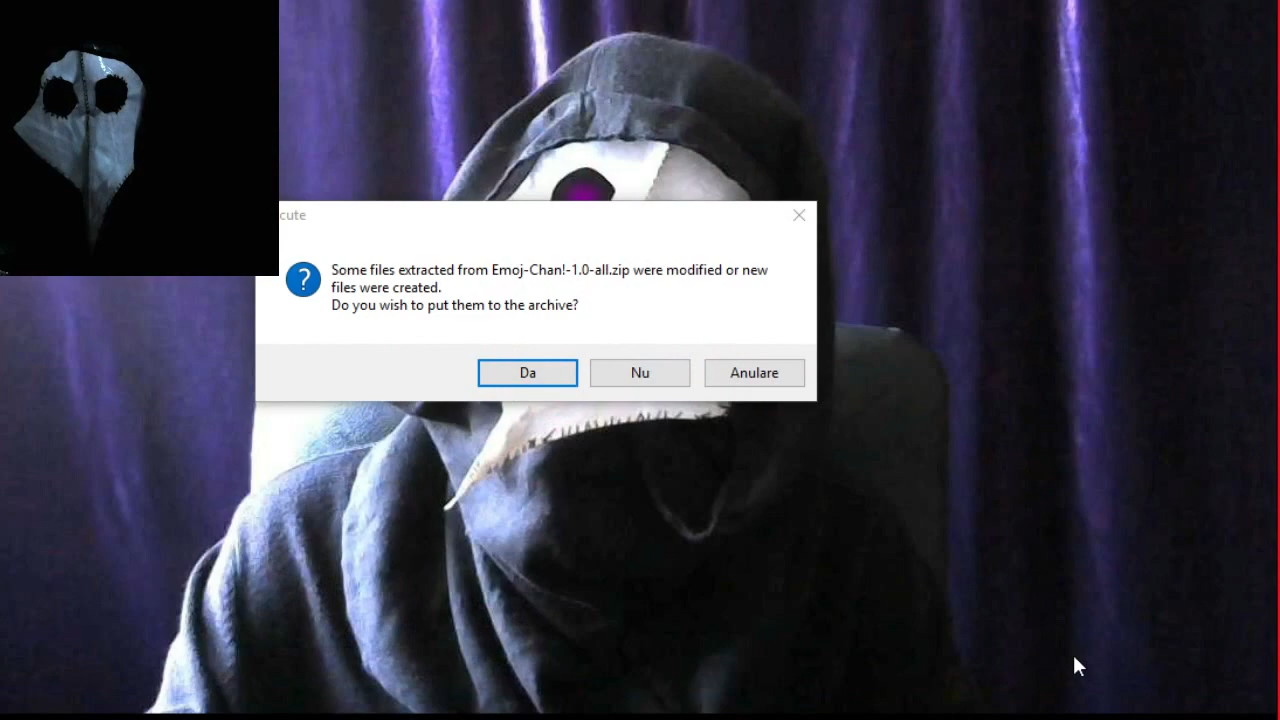 cute
Some files extracted from Emoj-Chan!-1.0-all.zip were modified or new
files were created.
Do you wish to put them to the archive?
Da
Nu
Anulare